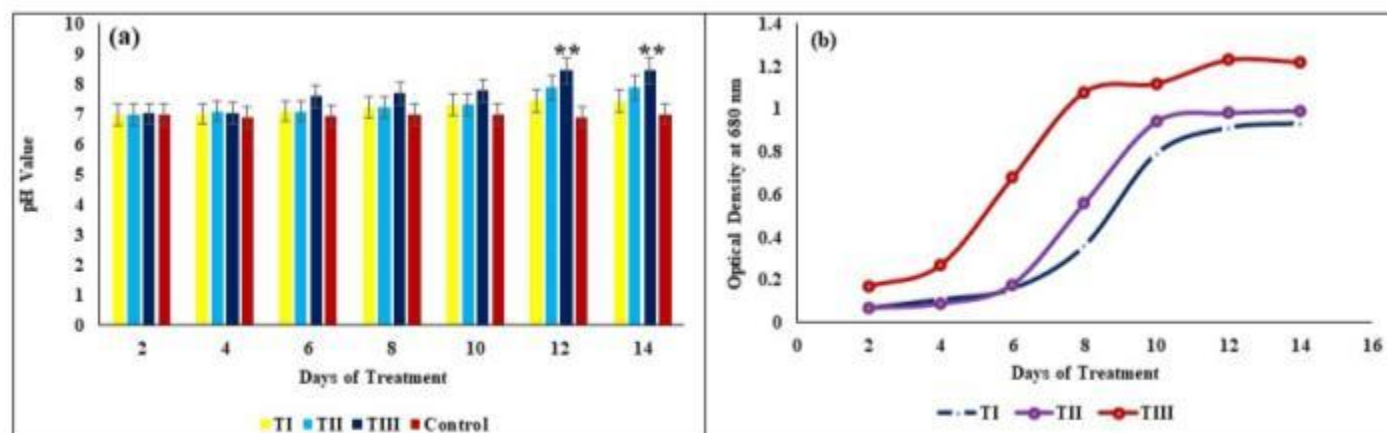 (a)
pH Value
10
9
8
7
6
5
4
3
2
1
0
** **
2 4 6 8 10 12 14
Days of Treatment
TI TII TIII Control
(b)
Optical Density at 680 nm
1.4
1.2
1
0.8
0.6
0.4
0.2
0
0 2 4 6 8 10 12 14 16
Days of Treatment
TI TII TIII